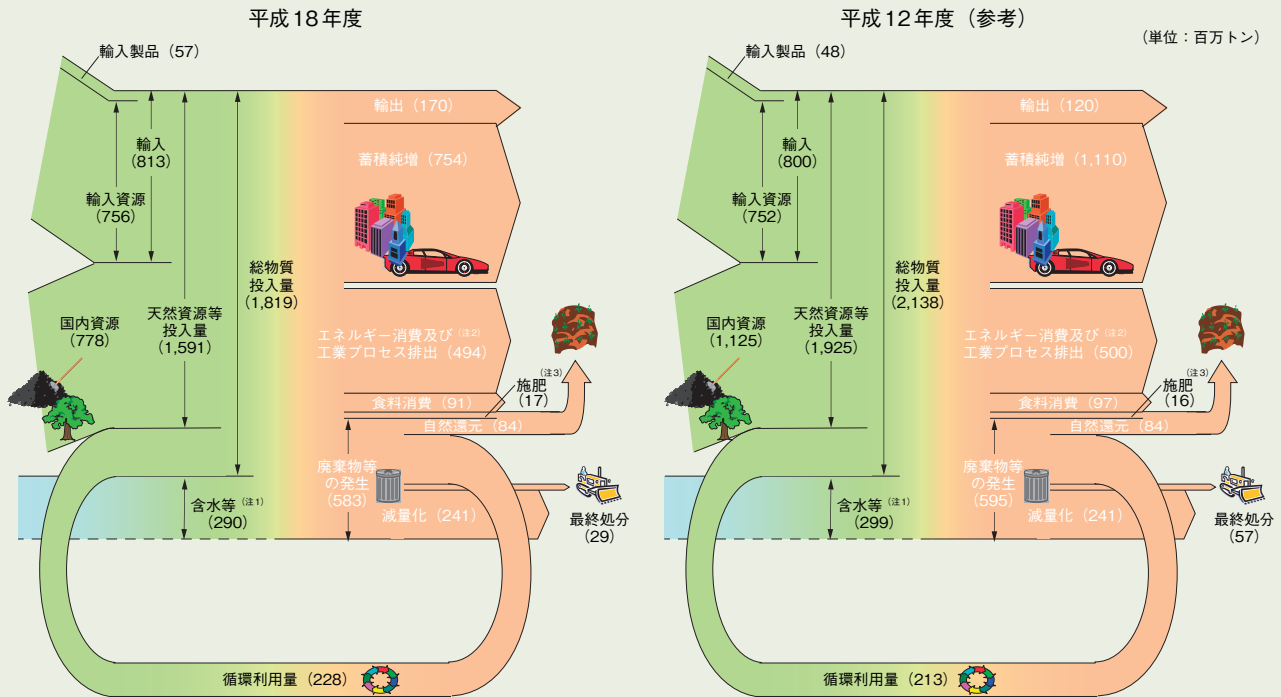 平成18年度
輸入製品（57）
輸出（170）
輸入
（813）
蓄積純増（754）
輸入資源
（756）
総物質
投入量
（1,819）
国内資源
（778）
天然資源等
投入量
（1,591）
エネルギー消費及び（注2）
工業プロセス排出（494）
施肥（注3）
（17）
食料消費（91）
自然還元（84）
廃棄物等
の発生
（583）
含水等（注1）
（290）
減量化（241）
最終処分
（29）
循環利用量（228）
平成12年度（参考）
（単位：百万トン）
輸入製品（48）
輸出（120）
輸入
（800）
蓄積純増（1,110）
輸入資源
（752）
総物質
投入量
（2,138）
国内資源
（1,125）
天然資源等
投入量
（1,925）
エネルギー消費及び（注2）
工業プロセス排出（500）
施肥（注3）
（16）
食料消費（97）
自然還元（84）
廃棄物等
の発生
（595）
含水等（注1）
（299）
減量化（241）
最終処分
（57）
循環利用量（213）